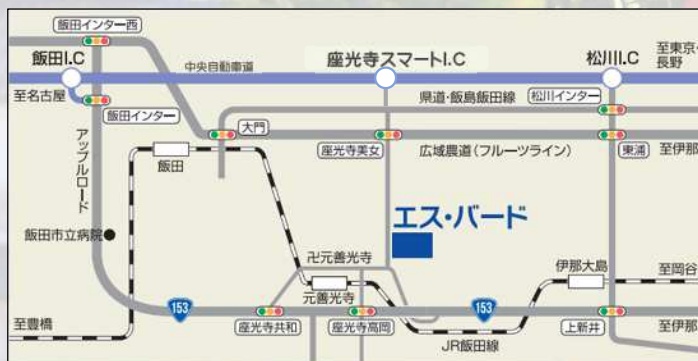 飯田インター西
飯田I.C
座光寺スマートI.C
松川I.C
至東京・
長野
中央自動車道
至名古屋
飯田インター
県道・飯島飯田線
松川インター
大門
アップルロード
飯田
座光寺美女
広域農道(フルーツライン)
東浦
至伊那
エス・バード
飯田市立病院
卍元善光寺
伊那大島
至岡谷
元善光寺
153
153
至豊橋
座光寺共和
座光寺高岡
上新井
至伊那
JR飯田線